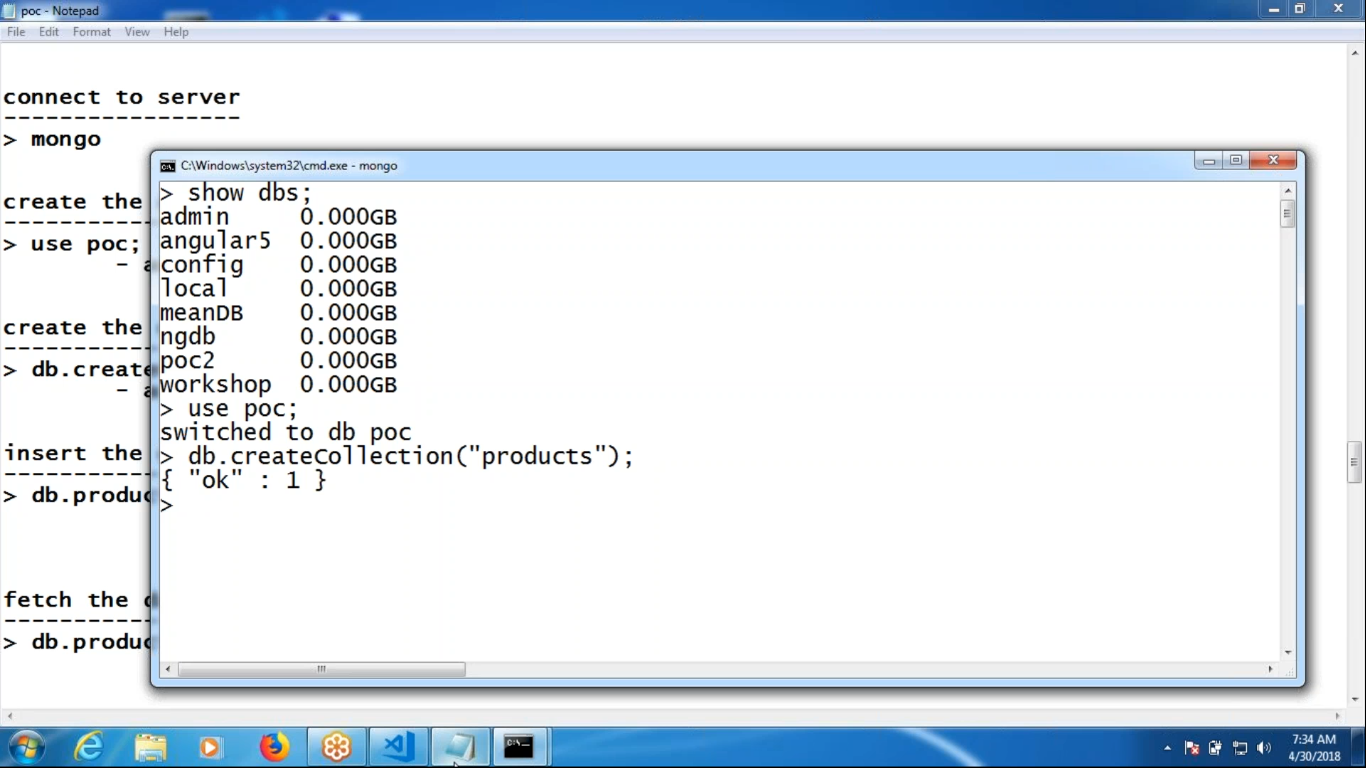 poc - Notepad
File Edit Format View Help
connect to server
-----------------
> mongo
C:\Windows\system32\cmd.exe - mongo
create the
> use poc;
-
create the
> db.create
-
insert the
> db.produc
fetch the
> db.produc
> show dbs;
admin 0.000GB
angular5 0.000GB
config 0.000GB
local 0.000GB
meanDB 0.000GB
ngdb 0.000GB
poc2 0.000GB
workshop 0.000GB
> use poc;
switched to db poc
> db.createCollection("products");
{ "ok" : 1 }
>
7:34 AM
4/30/2018